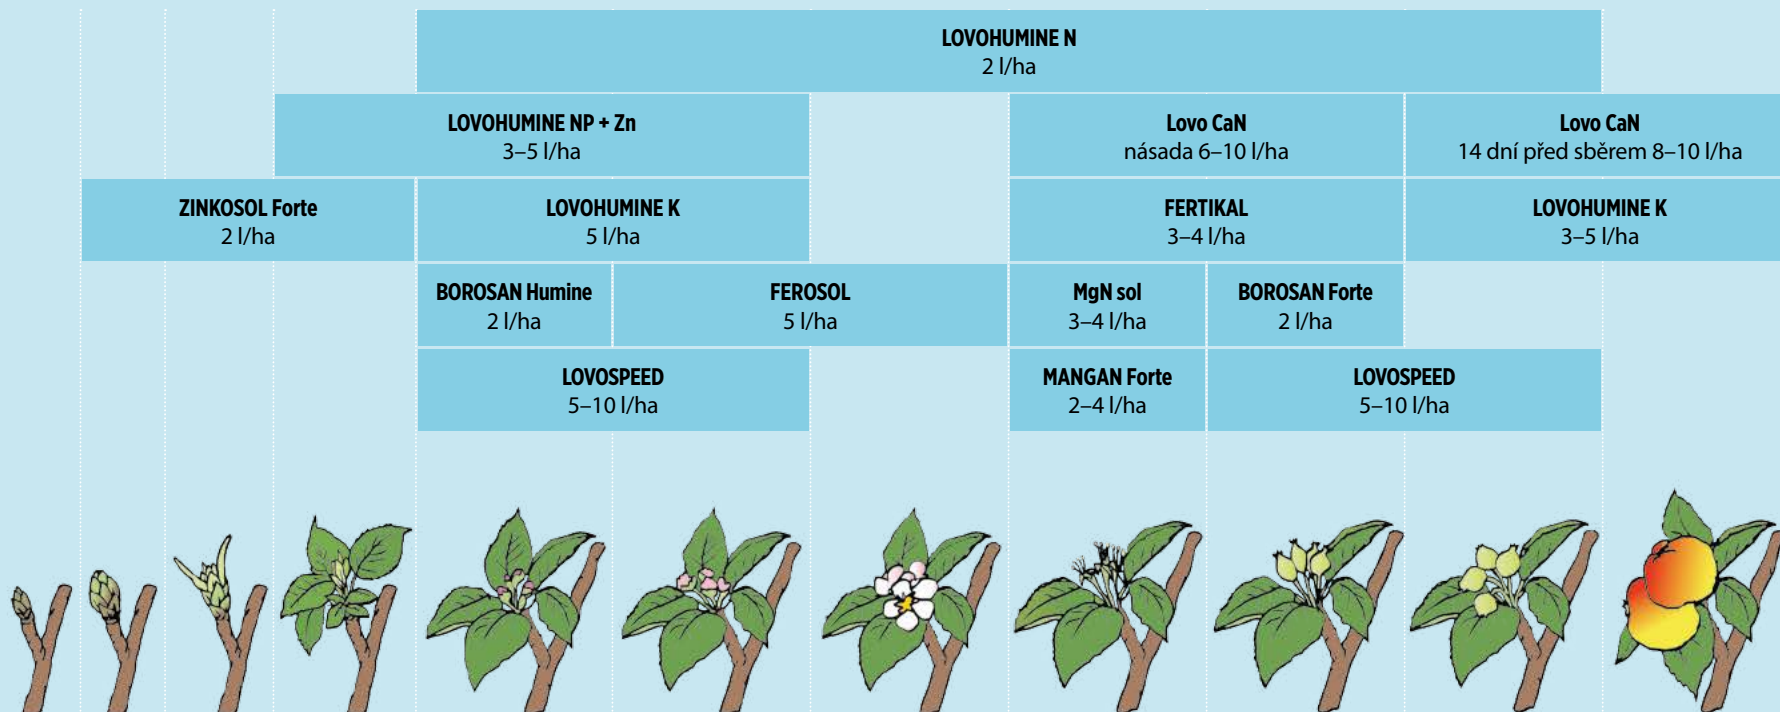 LOVOHUMINE N
2 l/ha
LOVOHUMINE NP + Zn
3–5 l/ha
Lovo CaN
násada 6–10 l/ha
Lovo CaN
14 dní před sběrem 8–10 l/ha
ZINKOSOL Forte
2 l/ha
LOVOHUMINE K
5 l/ha
FERTIKAL
3–4 l/ha
LOVOHUMINE K
3–5 l/ha
BOROSAN Humine
2 l/ha
FEROSOL
5 l/ha
MgN sol
3–4 l/ha
BOROSAN Forte
2 l/ha
LOVOSPEED
5–10 l/ha
MANGAN Forte
2–4 l/ha
LOVOSPEED
5–10 l/ha